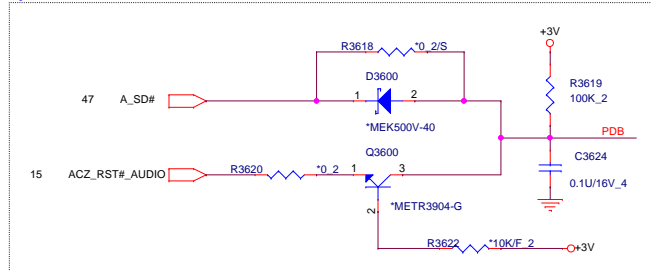 +3V
R3618
*0_2/S
D3600
R3619
100K_2
47
A_SD#
1
2
*MEK500V-40
PDB
Q3600
C3624
15
ACZ_RST#_AUDIO
R3620
*0_2
1
3
0.1U/16V_4
2
*METR3904-G
R3622
*10K/F_2
+3V